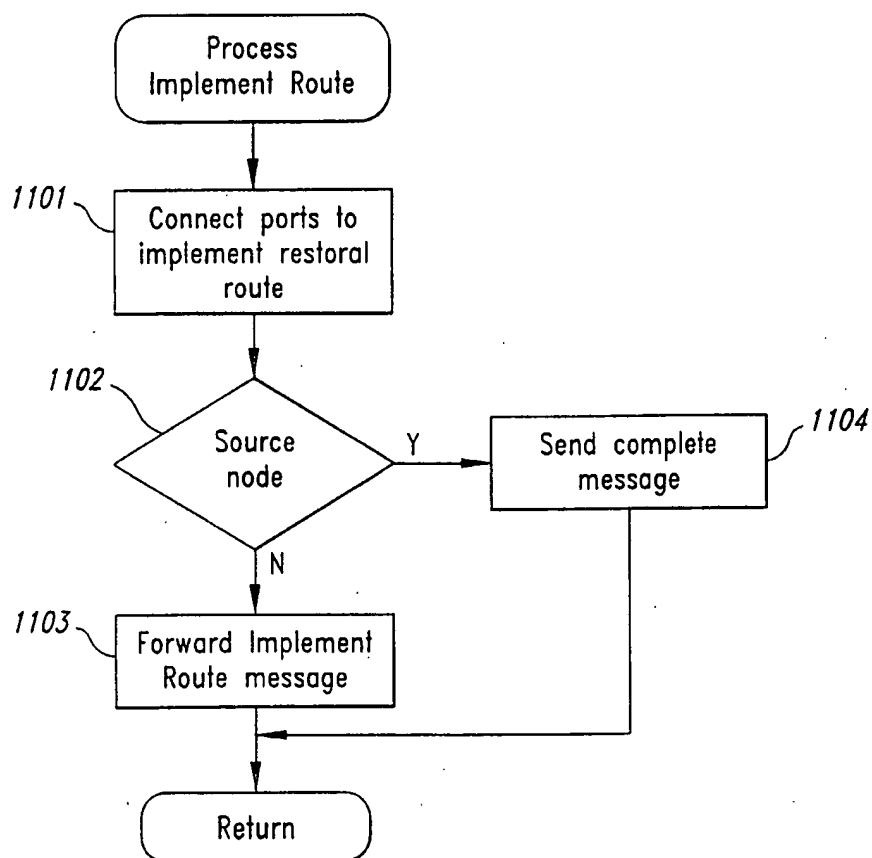 Process
Implement Route
1101
Connect ports to
implement restoral
route
1102
Source
node
Y
1104
Send complete
message
N
1103
Forward Implement
Route message
Return